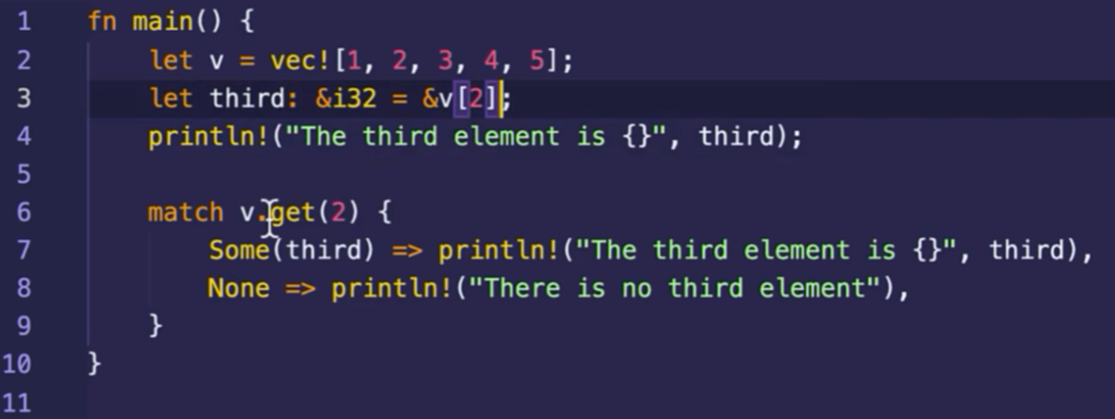 1 fn main() {
2 let v = vec![1, 2, 3, 4, 5];
3 let third: &i32 = &v[2];
4 println!("The third element is {}", third);
5
6 match v.get(2) {
7 Some(third) => println!("The third element is {}", third),
8 None => println!("There is no third element"),
9 }
10 }
11